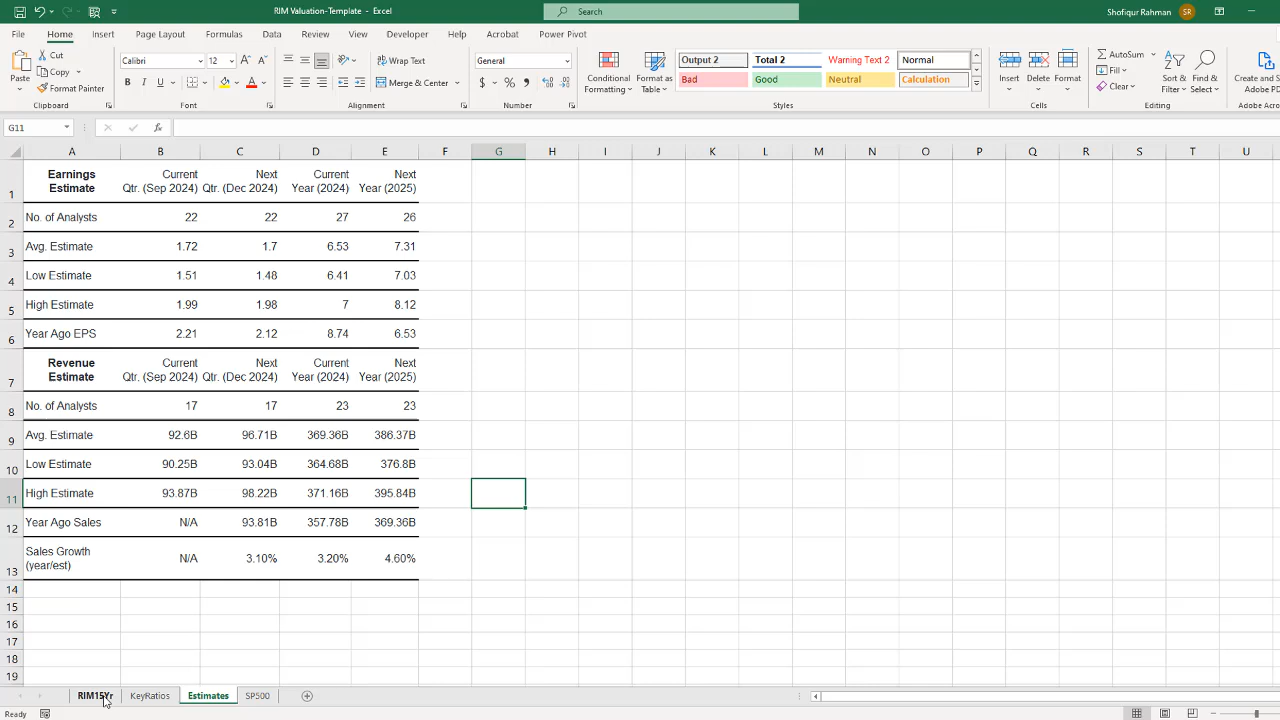 RIM Valuation-Template - Excel
Search
Shofiqur Rahman SR
File Home Insert Page Layout Formulas Data Review View Developer Help Acrobat Power Pivot
Paste
Cut
Copy
Format Painter
Clipboard
Calibri 12
B I U
Font
Wrap Text
Merge & Center
Alignment
General
Number
Conditional Formatting
Format as Table
Output 2 Total 2 Warning Text 2 Normal
Bad Good Neutral Calculation
Styles
Insert Delete Format
Cells
AutoSum
Fill
Clear
Sort & Filter
Find & Select
Editing
Create and S
Adobe PD
Adobe Acro
G11
fx
A B C D E F G H I J K L M N O P Q R S T U
1 Earnings Estimate Current Qtr. (Sep 2024) Next Qtr. (Dec 2024) Current Year (2024) Next Year (2025)
2 No. of Analysts 22 22 27 26
3 Avg. Estimate 1.72 1.7 6.53 7.31
4 Low Estimate 1.51 1.48 6.41 7.03
5 High Estimate 1.99 1.98 7 8.12
6 Year Ago EPS 2.21 2.12 8.74 6.53
7 Revenue Estimate Current Qtr. (Sep 2024) Next Qtr. (Dec 2024) Current Year (2024) Next Year (2025)
8 No. of Analysts 17 17 23 23
9 Avg. Estimate 92.6B 96.71B 369.36B 386.37B
10 Low Estimate 90.25B 93.04B 364.68B 376.8B
11 High Estimate 93.87B 98.22B 371.16B 395.84B
12 Year Ago Sales N/A 93.81B 357.78B 369.36B
13 Sales Growth (year/est) N/A 3.10% 3.20% 4.60%
14
15
16
17
18
19
RIM15Yr KeyRatios Estimates SP500
Ready